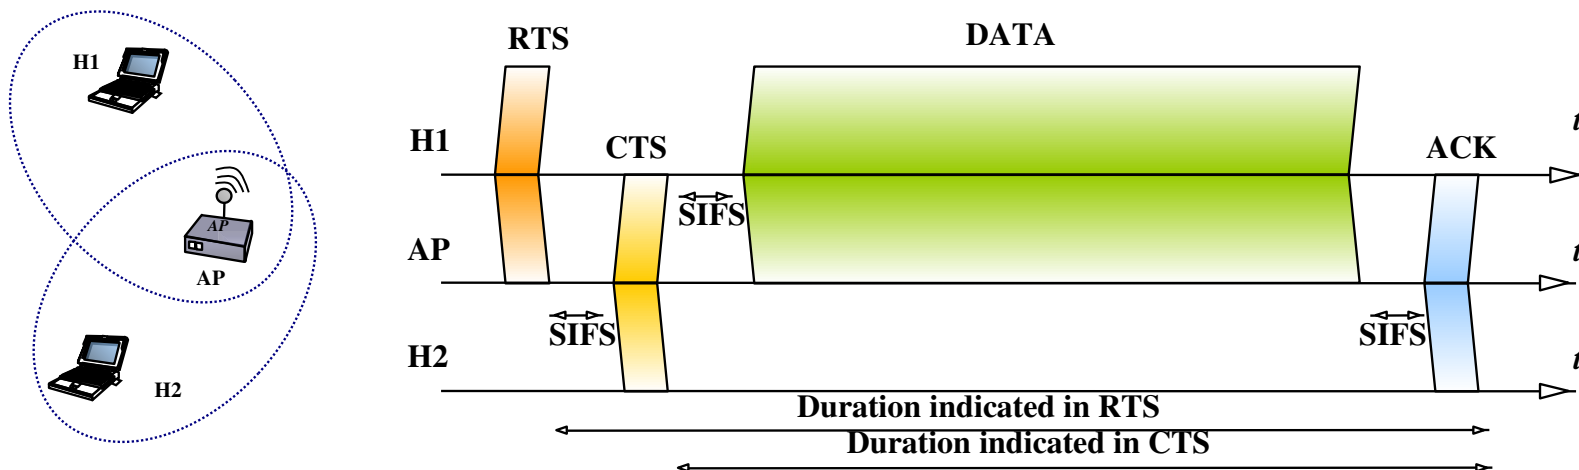 H1
AP
AP
H2
RTS
DATA
H1
t
CTS
ACK
SIFS
AP
t
SIFS
SIFS
H2
t
Duration indicated in RTS
Duration indicated in CTS